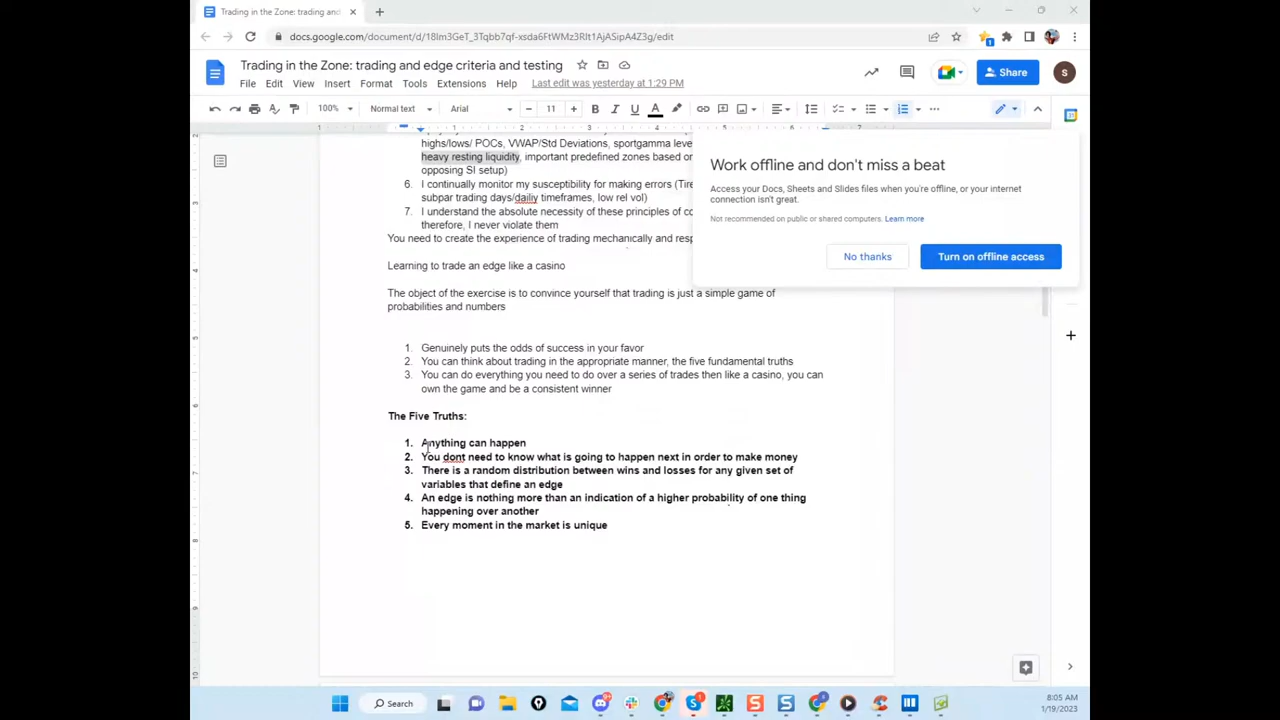 Trading in the Zone: trading and
docs.google.com/document/d/18Im3GeT_3Tqbb7qf-xsda6FtWMz3Rlt1AjASipA4Z3g/edit
Trading in the Zone: trading and edge criteria and testing
File Edit View Insert Format Tools Extensions Help Last edit was yesterday at 1:29 PM
Share
S
100% Normal text Arial 11
highs/lows/ POCs, VWAP/Std Deviations, sportgamma leve
heavy resting liquidity, important predefined zones based or
opposing SI setup)
6. I continually monitor my susceptibility for making errors (Tire
subpar trading days/dailiy timeframes, low rel vol)
7. I understand the absolute necessity of these principles of co
therefore, I never violate them
You need to create the experience of trading mechanically and resp
Learning to trade an edge like a casino
The object of the exercise is to convince yourself that trading is just a simple game of
probabilities and numbers
1. Genuinely puts the odds of success in your favor
2. You can think about trading in the appropriate manner, the five fundamental truths
3. You can do everything you need to do over a series of trades then like a casino, you can
own the game and be a consistent winner
The Five Truths:
1. Anything can happen
2. You dont need to know what is going to happen next in order to make money
3. There is a random distribution between wins and losses for any given set of
variables that define an edge
4. An edge is nothing more than an indication of a higher probability of one thing
happening over another
5. Every moment in the market is unique
Work offline and don't miss a beat
Access your Docs, Sheets and Slides files when you're offline, or your internet
connection isn't great.
Not recommended on public or shared computers. Learn more
No thanks
Turn on offline access
Search
8:05 AM
1/19/2023